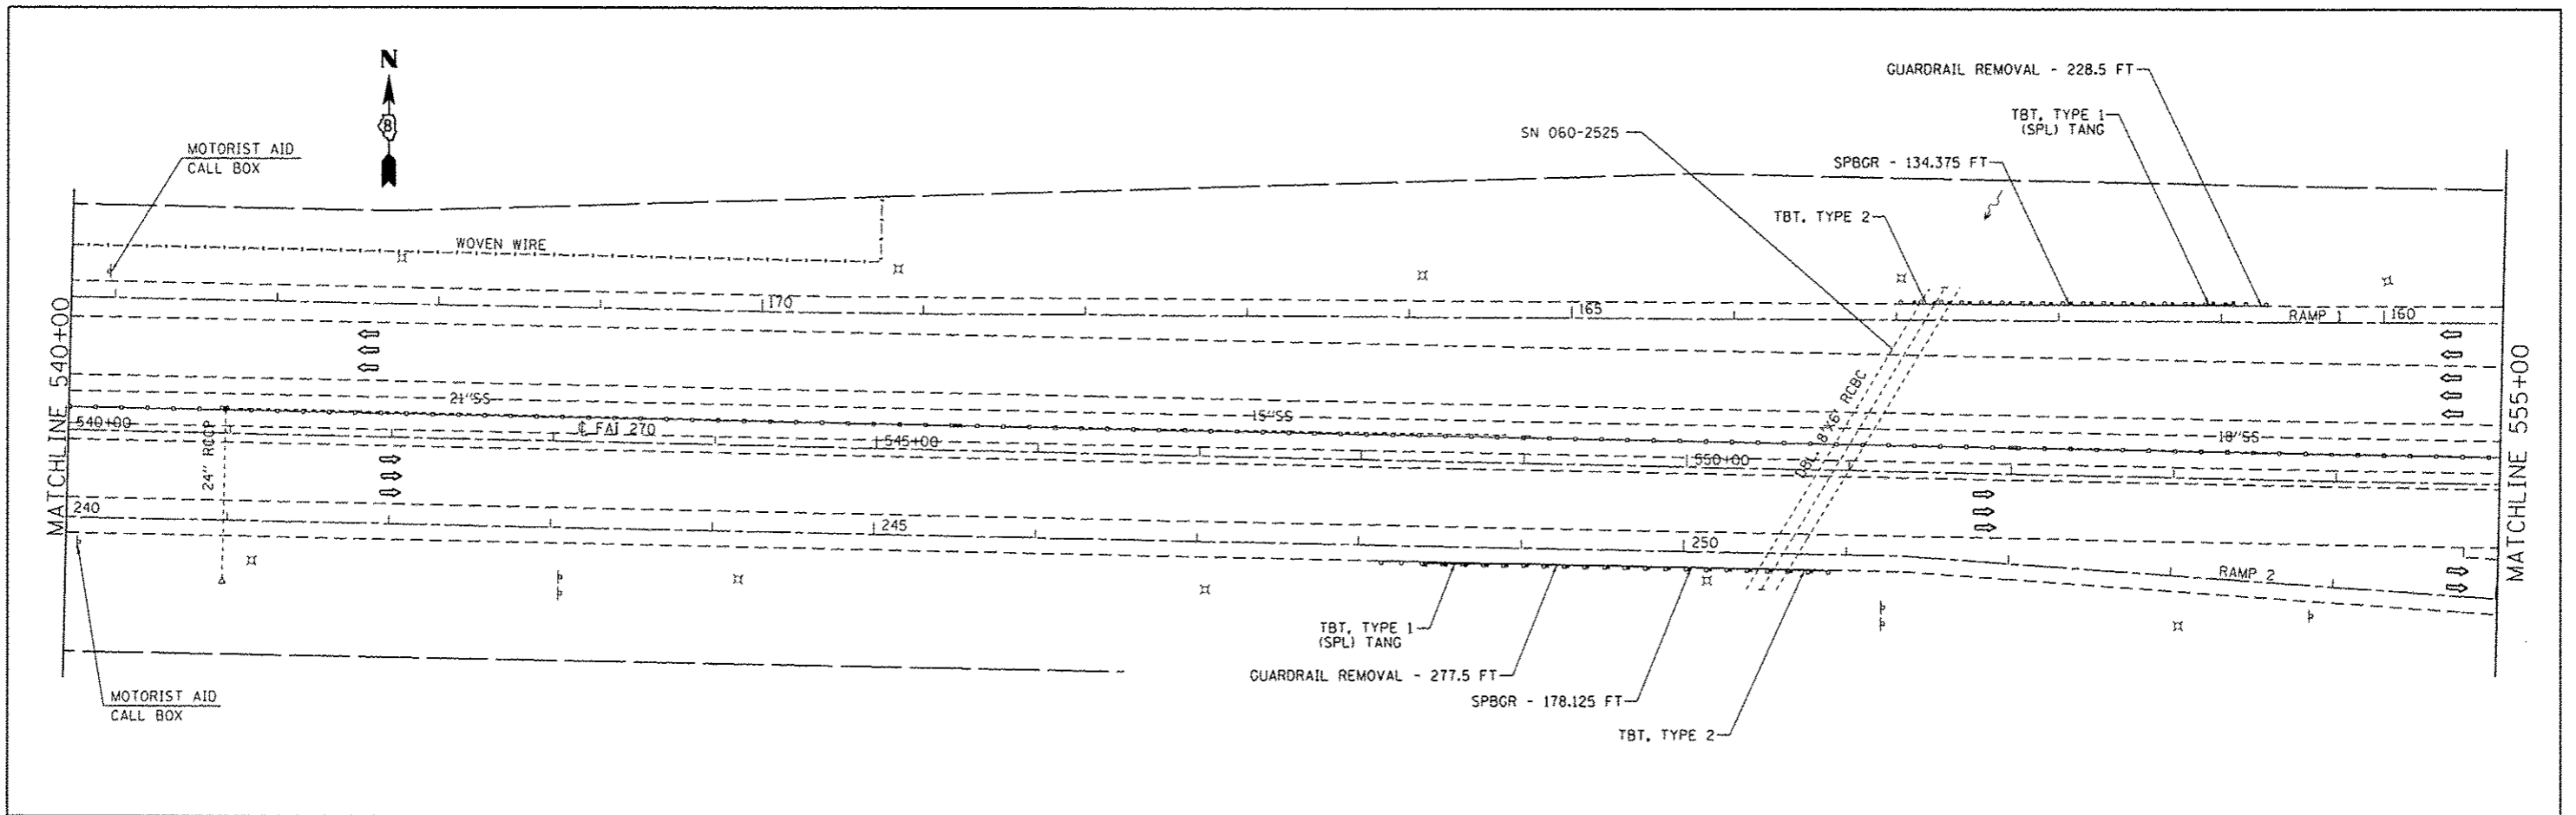 N
B
GUARDRAIL REMOVAL - 228.5 FT
TBT, TYPE 1
(SPL) TANG
SN 060-2525
SPBGR - 134.375 FT
TBT, TYPE 2
MOTORIST AID
CALL BOX
WOVEN WIRE
170
165
RAMP 1
160
MATCHLINE 540+00
MATCHLINE 555+00
21"SS
15"SS
18"SS
540+00
℄ FAI 270
545+00
550+00
24" RCCP
DBL. 8'X6' RCBC
240
245
250
RAMP 2
TBT, TYPE 1
(SPL) TANG
GUARDRAIL REMOVAL - 277.5 FT
SPBGR - 178.125 FT
TBT, TYPE 2
MOTORIST AID
CALL BOX